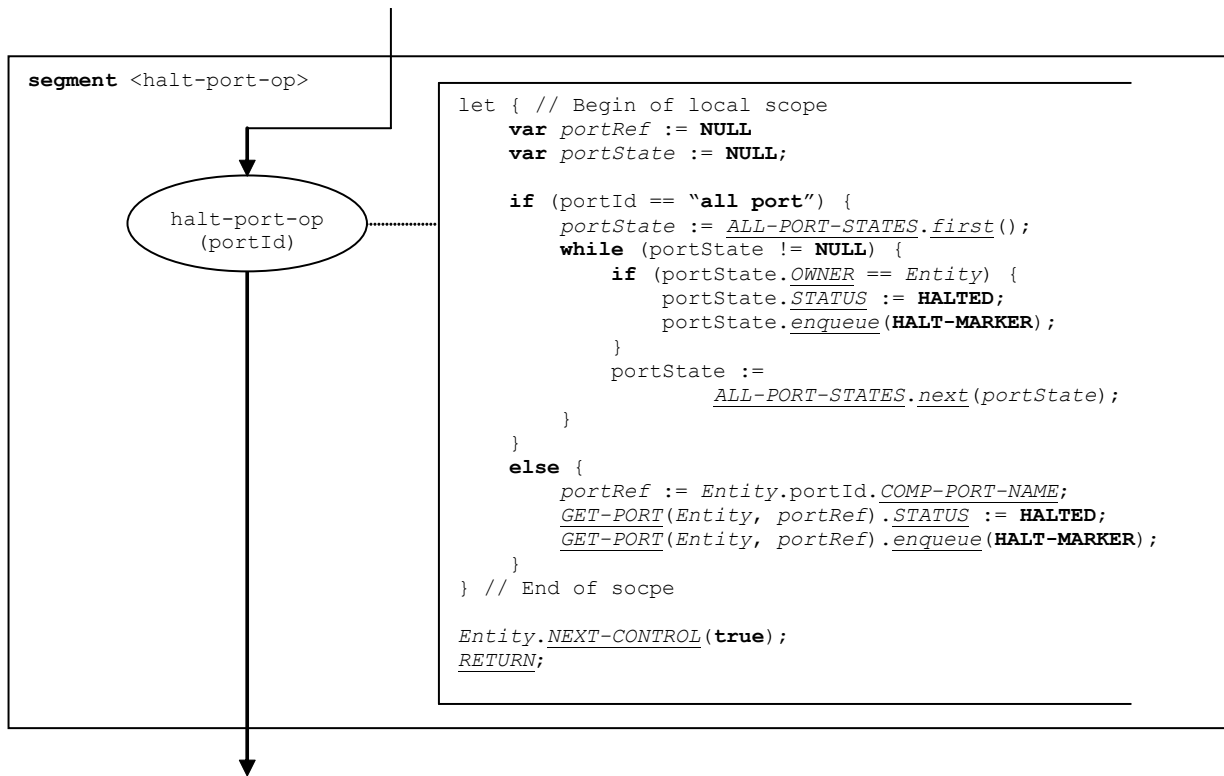 segment <halt-port-op>
halt-port-op
(portId)
let { // Begin of local scope
var portRef := NULL
var portState := NULL;
if (portId == “all port”) {
portState := ALL-PORT-STATES.first();
while (portState != NULL) {
if (portState.OWNER == Entity) {
portState.STATUS := HALTED;
portState.enqueue(HALT-MARKER);
}
portState :=
ALL-PORT-STATES.next(portState);
}
}
else {
portRef := Entity.portId.COMP-PORT-NAME;
GET-PORT(Entity, portRef).STATUS := HALTED;
GET-PORT(Entity, portRef).enqueue(HALT-MARKER);
}
} // End of socpe
Entity.NEXT-CONTROL(true);
RETURN;